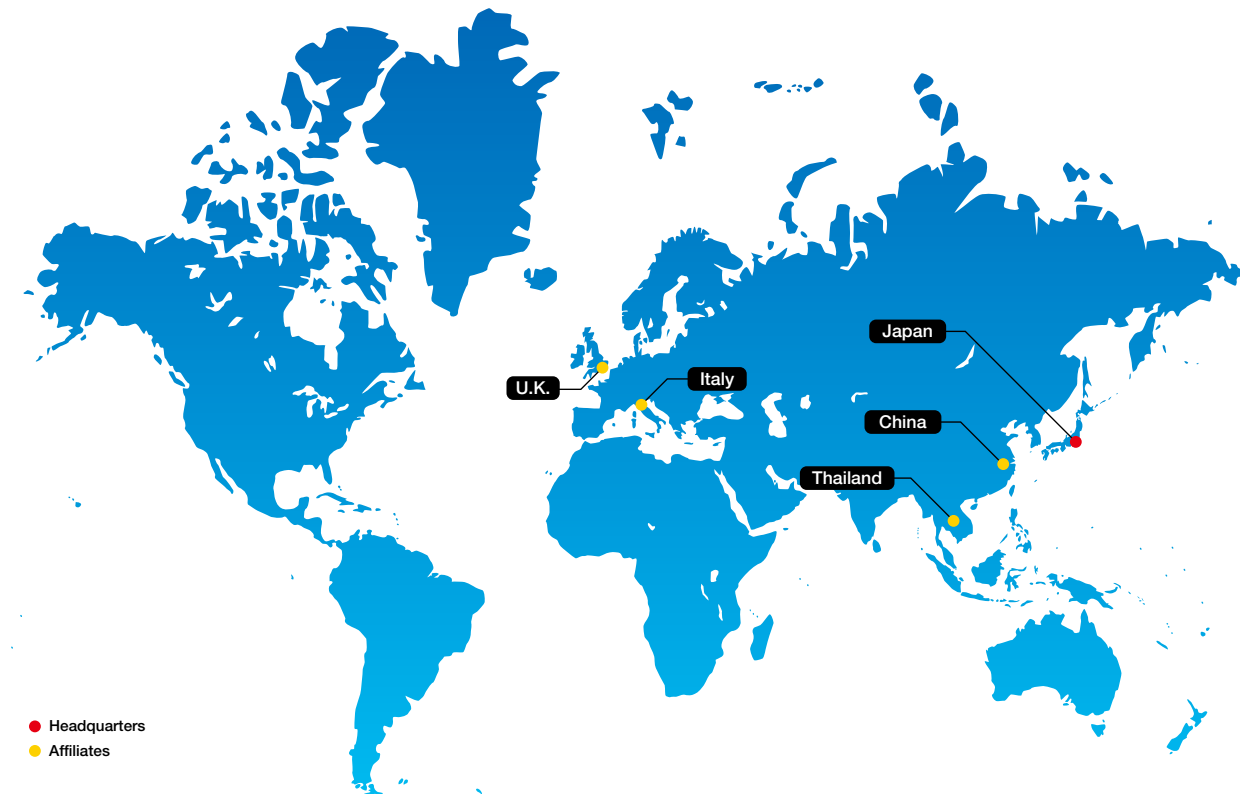 Japan
Italy
U.K.
China
Thailand
Headquarters
Affiliates